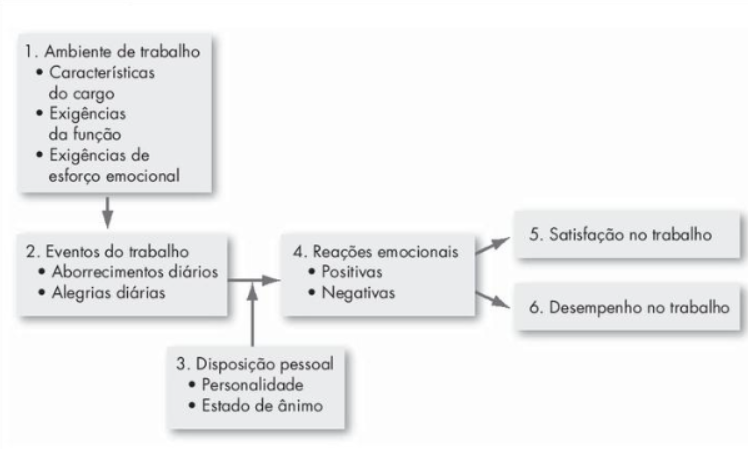 1. Ambiente de trabalho
• Características
do cargo
• Exigências
da função
• Exigências de
esforço emocional
2. Eventos do trabalho
• Aborrecimentos diários
• Alegrias diárias
3. Disposição pessoal
• Personalidade
• Estado de ânimo
4. Reações emocionais
• Positivas
• Negativas
5. Satisfação no trabalho
6. Desempenho no trabalho